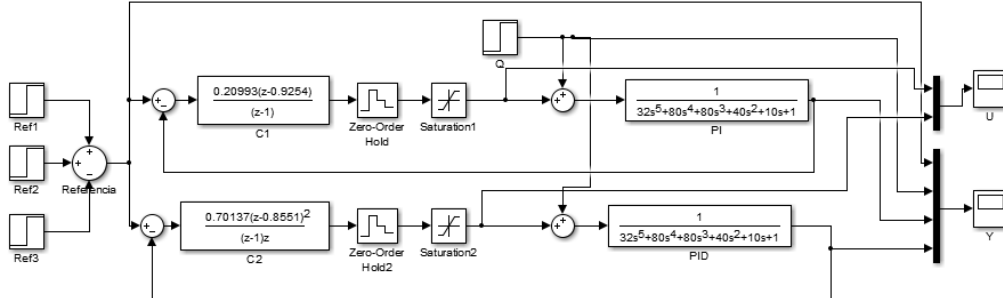 Q
Ref1
+
+
+
−
Referencia
Ref2
Ref3
−
0.20993(z-0.9254)
(z-1)
C1
Zero-Order
Hold
Saturation1
+
+
1
32s⁵+80s⁴+80s³+40s²+10s+1
PI
U
−
0.70137(z-0.8551)²
(z-1)z
C2
Zero-Order
Hold2
Saturation2
+
+
1
32s⁵+80s⁴+80s³+40s²+10s+1
PID
Y